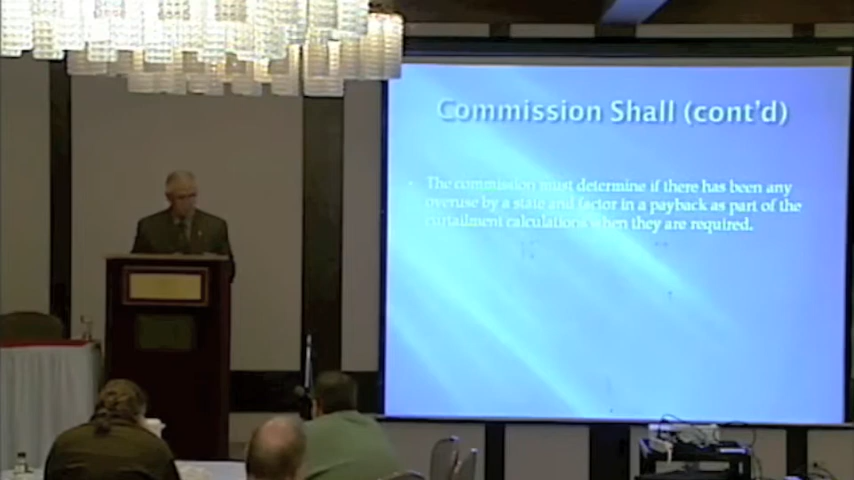 Commission Shall (cont'd)
The commission must determine if there has been any
overuse by a state and factor in a payback as part of the
curtailment calculations when they are required.